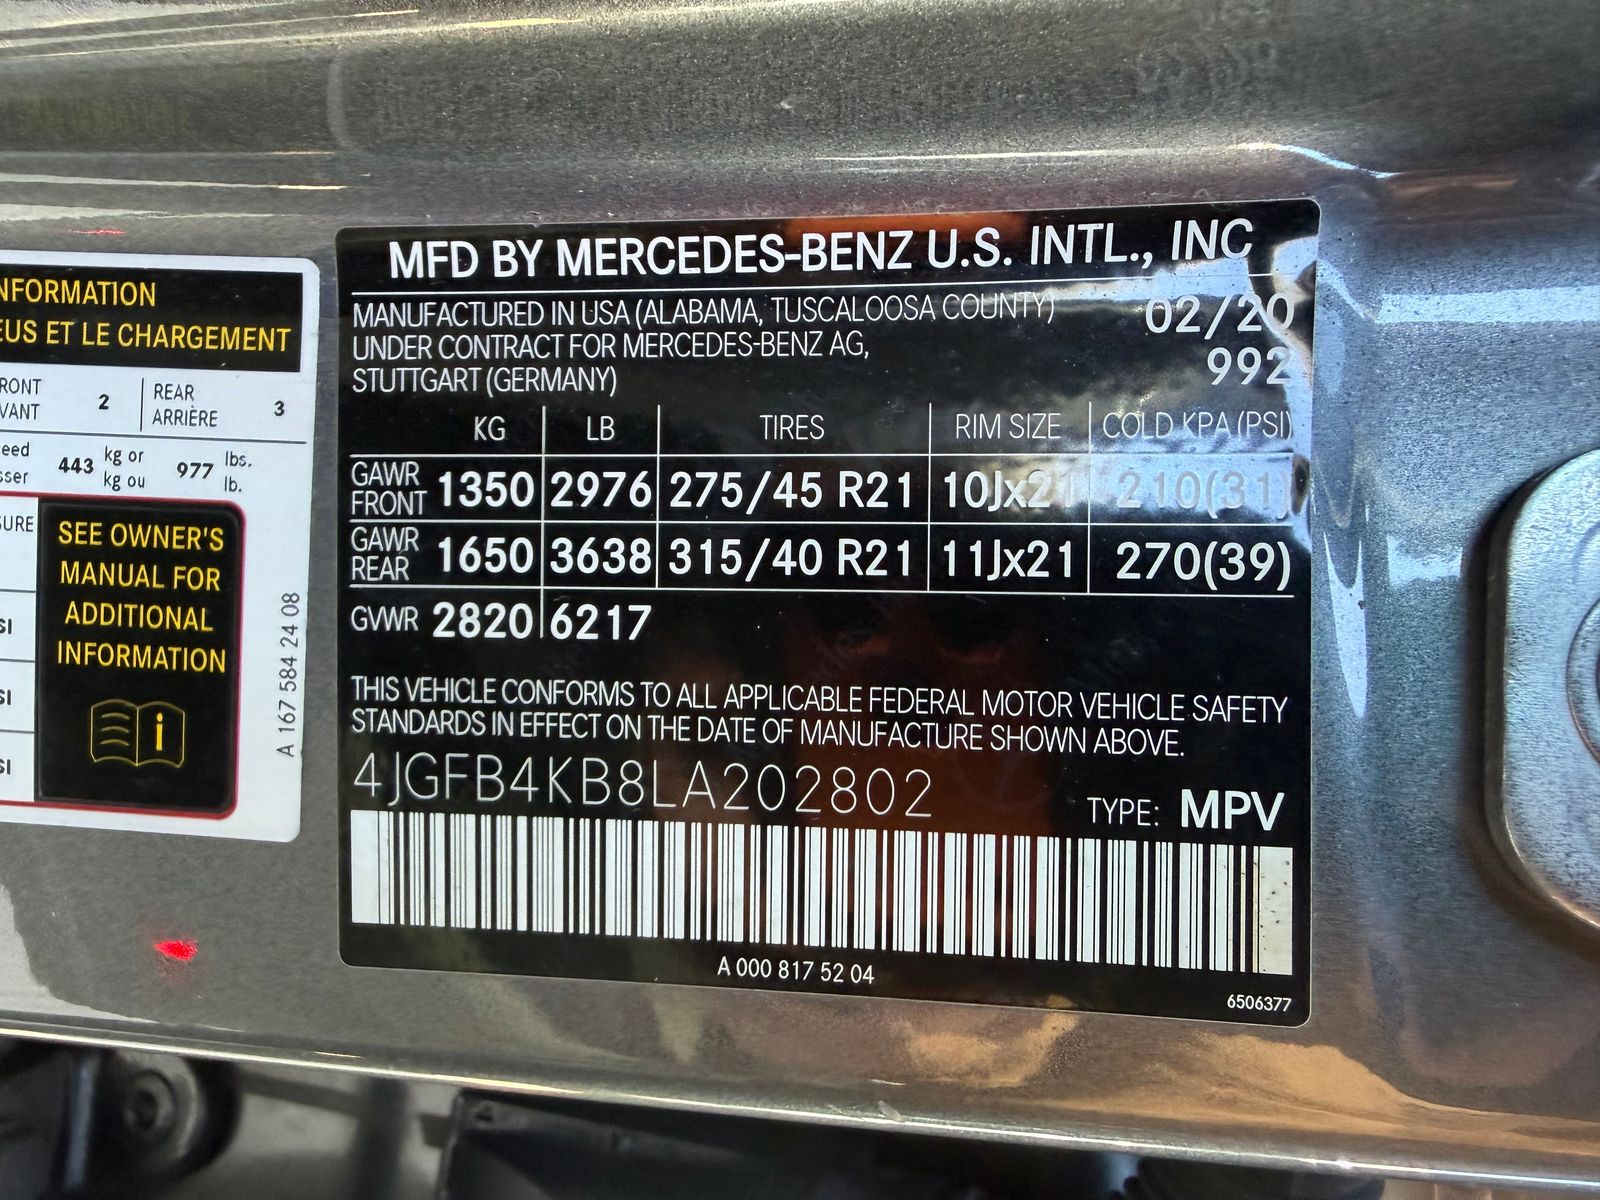 NFORMATION
EUS ET LE CHARGEMENT
RONT
VANT
2
REAR
ARRIÈRE
3
eed
sser
443
kg or
kg ou
977
lbs.
lb.
SURE
SI
SI
SI
SEE OWNER'S
MANUAL FOR
ADDITIONAL
INFORMATION
i
A 167 584 24 08
MFD BY MERCEDES-BENZ U.S. INTL., INC
MANUFACTURED IN USA (ALABAMA, TUSCALOOSA COUNTY) 02/20
UNDER CONTRACT FOR MERCEDES-BENZ AG, 992
STUTTGART (GERMANY)
KG LB TIRES RIM SIZE COLD KPA (PSI)
GAWR FRONT 1350 2976 275/45 R21 10Jx21 210(31)
GAWR REAR 1650 3638 315/40 R21 11Jx21 270(39)
GVWR 2820 6217
THIS VEHICLE CONFORMS TO ALL APPLICABLE FEDERAL MOTOR VEHICLE SAFETY
STANDARDS IN EFFECT ON THE DATE OF MANUFACTURE SHOWN ABOVE.
4JGFB4KB8LA202802
TYPE: MPV
A 000 817 52 04
6506377